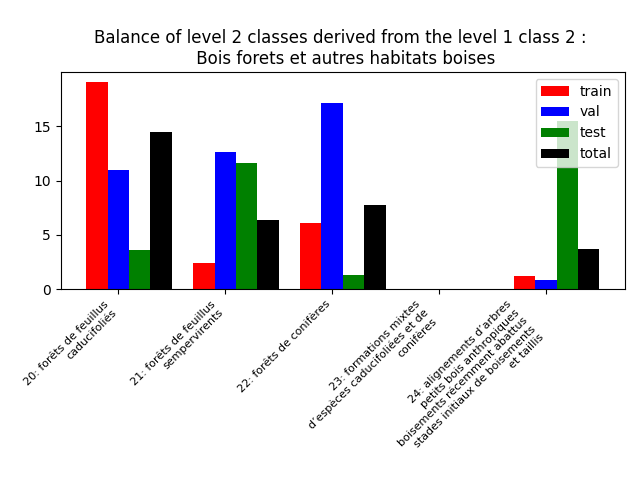 Balance of level 2 classes derived from the level 1 class 2 :
Bois forets et autres habitats boises
train
val
test
total
15
10
5
0
20: forêts de feuillus
caducifoliés
21: forêts de feuillus
sempervirents
22: forêts de conifères
23: formations mixtes
d'espèces caducifoliées et de
conifères
24: alignements d'arbres
petits bois anthropiques
boisements récemment abattus
stades initiaux de boisements
et taillis